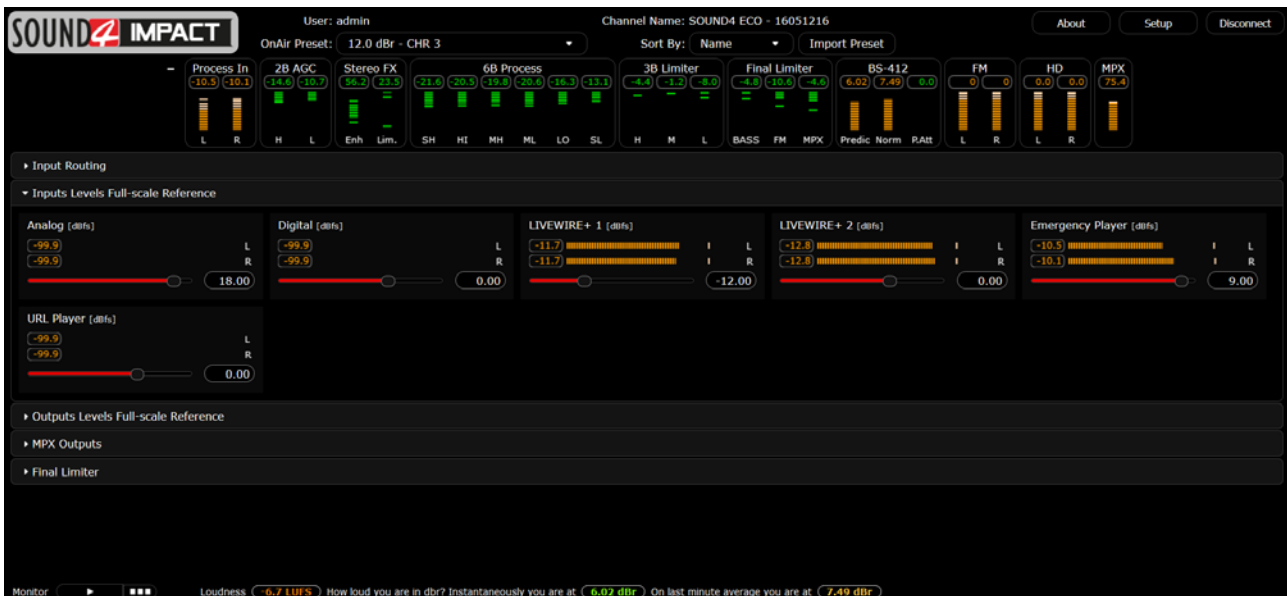 SOUND4 IMPACT
User: admin
Channel Name: SOUND4 ECO - 16051216
About Setup Disconnect
OnAir Preset: 12.0 dBr - CHR 3
Sort By: Name
Import Preset
Process In 2B AGC Stereo FX 6B Process 3B Limiter Final Limiter BS-412 FM HD MPX
-10.5 -10.1 -14.6 -10.7 56.2 23.5 -21.6 -20.5 -19.8 -20.6 -16.3 -13.1 -4.4 -1.2 -8.0 -4.8 -10.6 -4.6 6.02 7.49 0.0 0 0 0.0 0.0 75.4
L R H L Enh Lim. SH HI MH ML LO SL H M L BASS FM MPX Predic Norm P.Att L R L R
Input Routing
Inputs Levels Full-scale Reference
Analog [dBfs] Digital [dBfs] LIVEWIRE+ 1 [dBfs] LIVEWIRE+ 2 [dBfs] Emergency Player [dBfs]
-99.9 L -99.9 L -11.7 L -12.8 L -10.5 L
-99.9 R -99.9 R -11.7 R -12.8 R -10.1 R
18.00 0.00 -12.00 0.00 9.00
URL Player [dBfs]
-99.9 L
-99.9 R
0.00
Outputs Levels Full-scale Reference
MPX Outputs
Final Limiter
Monitor Loudness -6.7 LUFS How loud you are in dbr? Instantaneously you are at 6.02 dBr On last minute average you are at 7.49 dBr